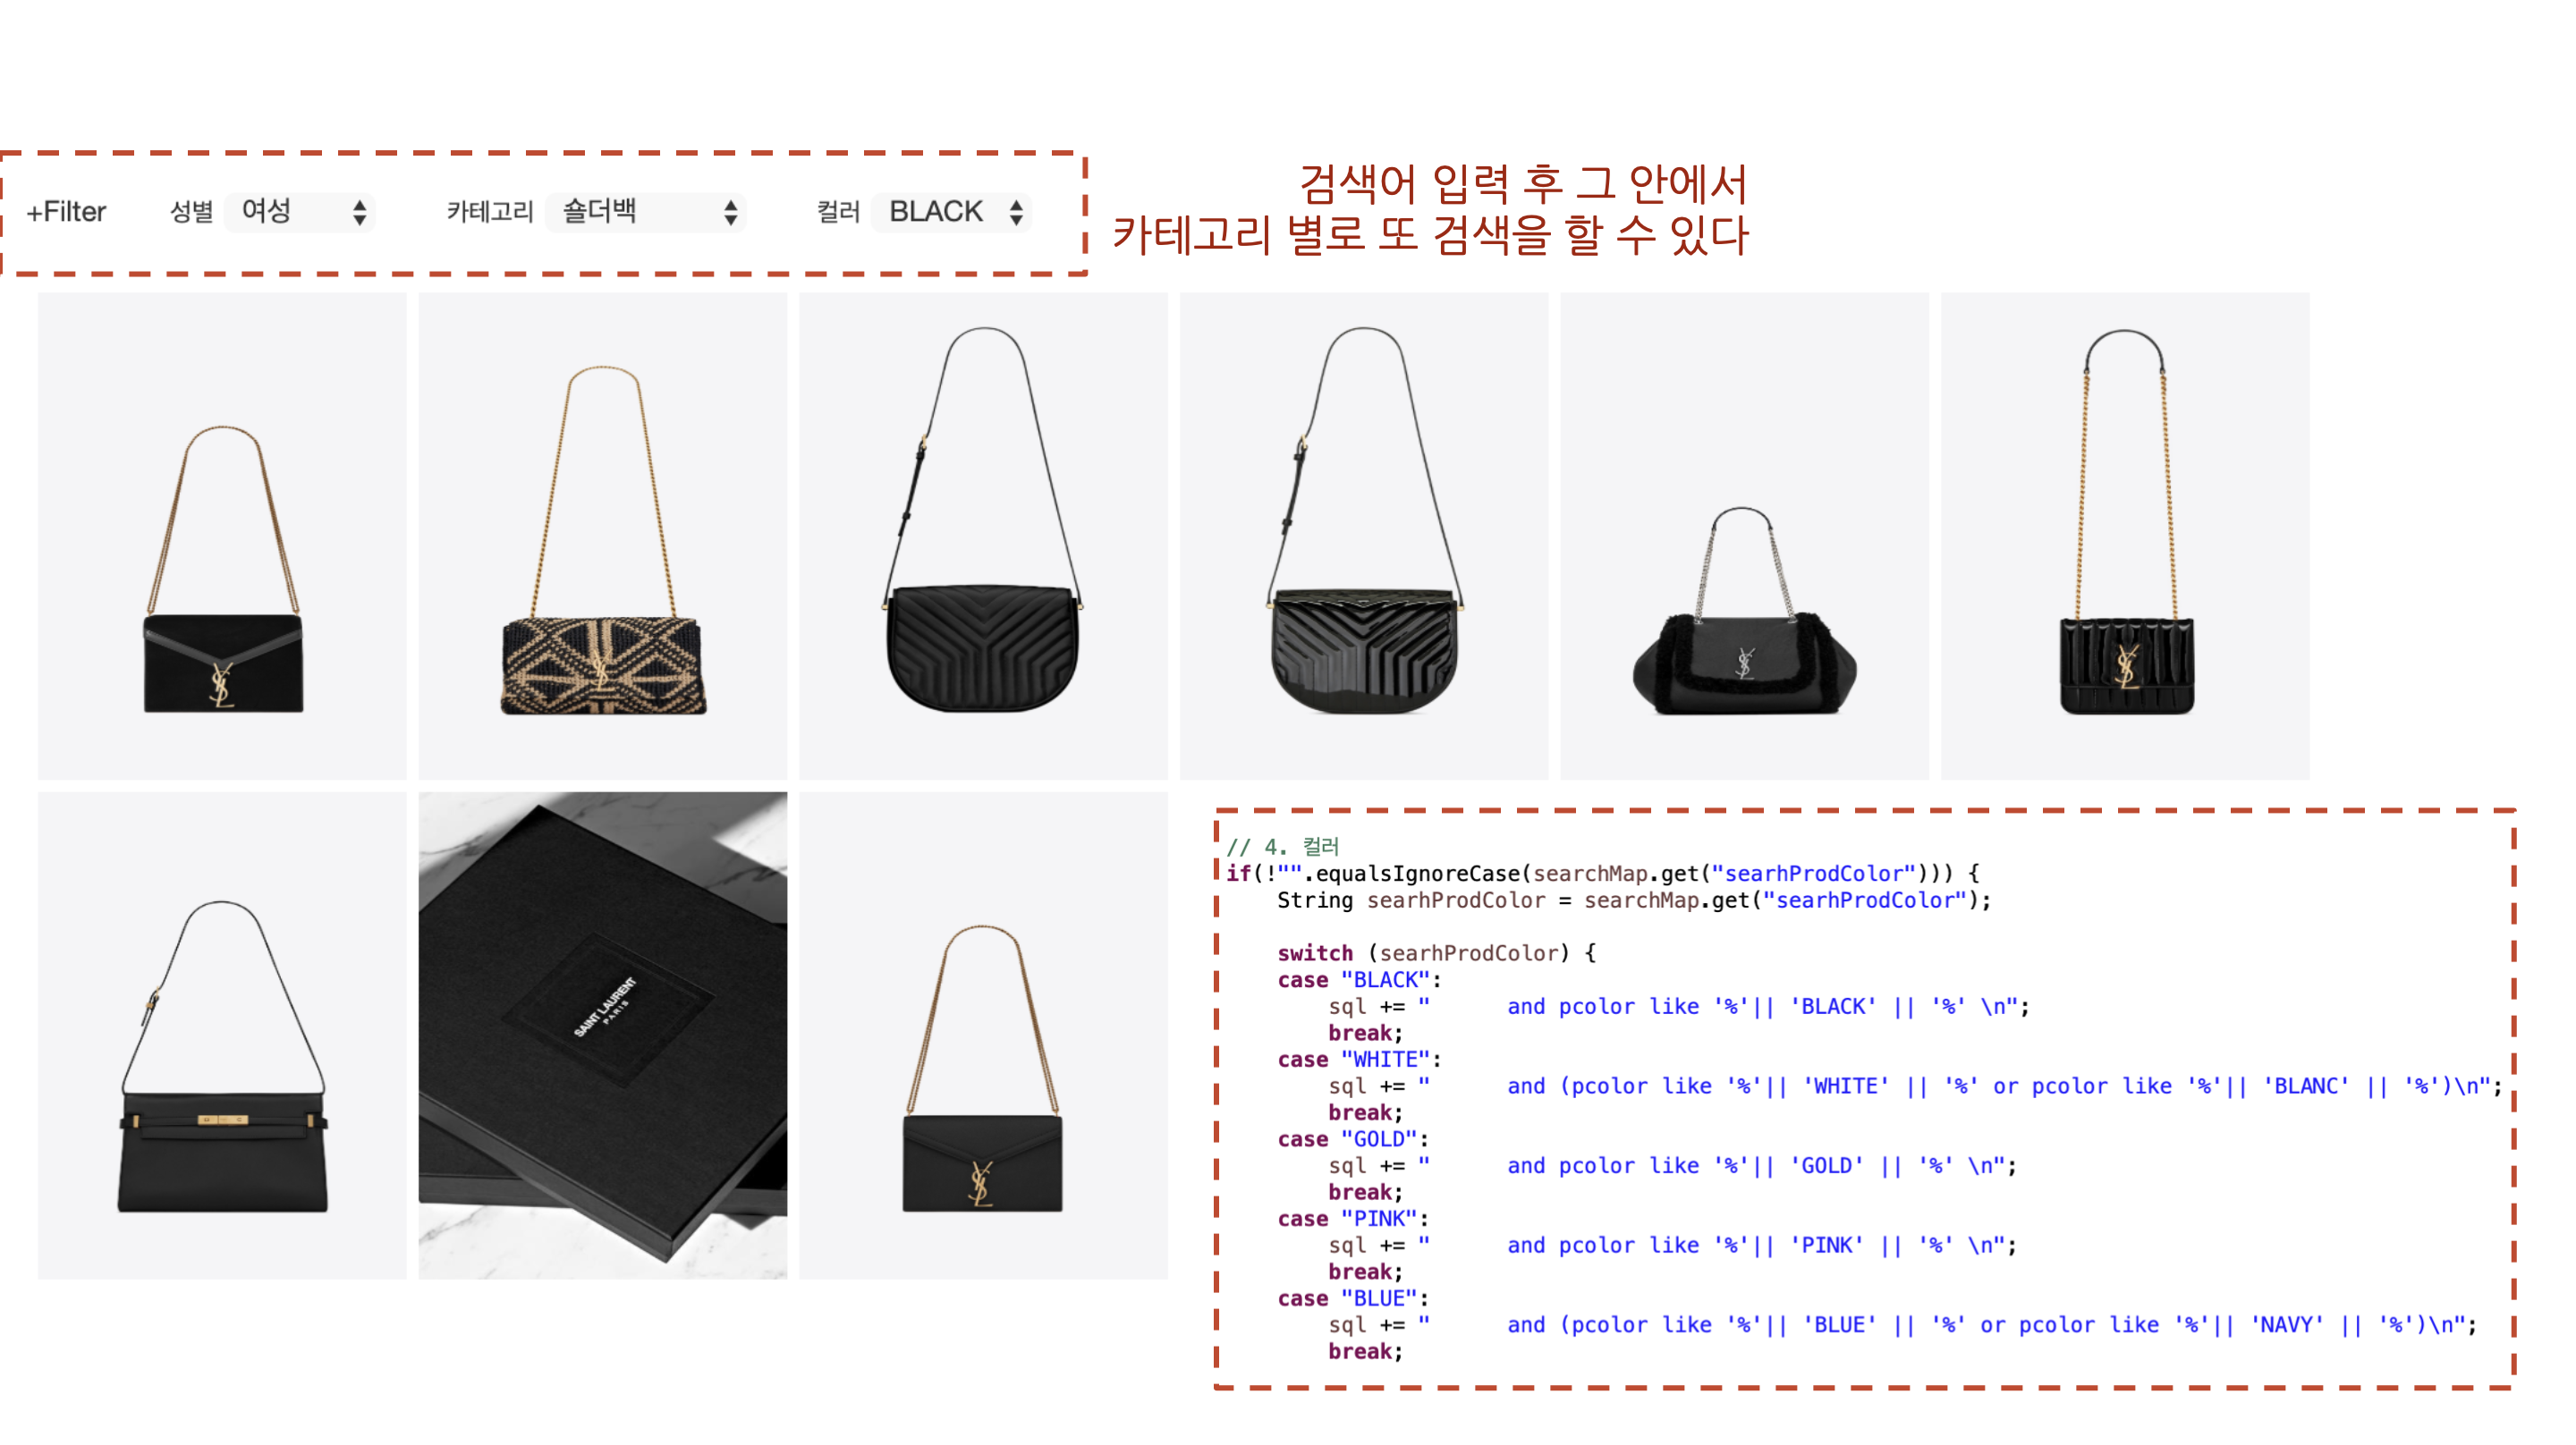 +Filter 성별 여성 카테고리 숄더백 컬러 BLACK
검색어 입력 후 그 안에서
카테고리 별로 또 검색을 할 수 있다
SAINT LAURENT
PARIS
// 4. 컬러
if(!"".equalsIgnoreCase(searchMap.get("searhProdColor"))) {
    String searhProdColor = searchMap.get("searhProdColor");
    switch (searhProdColor) {
    case "BLACK":
        sql += "      and pcolor like '%'|| 'BLACK' || '%' \n";
        break;
    case "WHITE":
        sql += "      and (pcolor like '%'|| 'WHITE' || '%' or pcolor like '%'|| 'BLANC' || '%')\n";
        break;
    case "GOLD":
        sql += "      and pcolor like '%'|| 'GOLD' || '%' \n";
        break;
    case "PINK":
        sql += "      and pcolor like '%'|| 'PINK' || '%' \n";
        break;
    case "BLUE":
        sql += "      and (pcolor like '%'|| 'BLUE' || '%' or pcolor like '%'|| 'NAVY' || '%')\n";
        break;